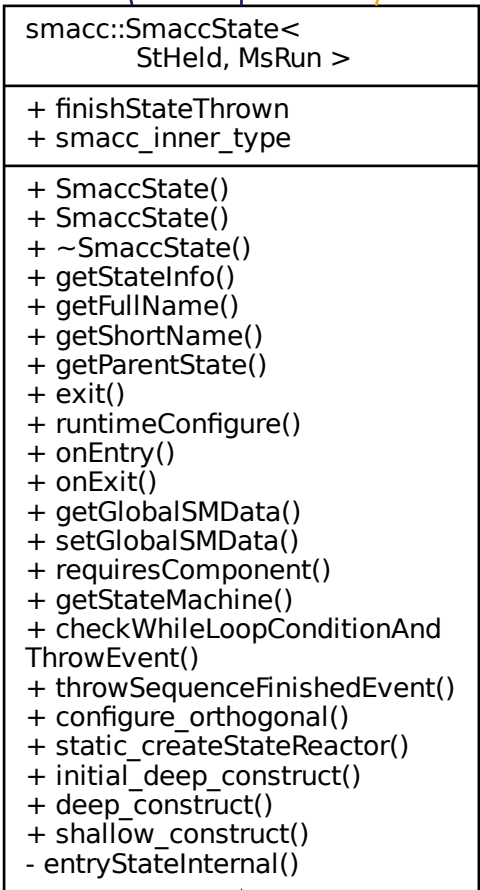 smacc::SmaccState<
StHeld, MsRun >
+ finishStateThrown
+ smacc_inner_type
+ SmaccState()
+ SmaccState()
+ ~SmaccState()
+ getStateInfo()
+ getFullName()
+ getShortName()
+ getParentState()
+ exit()
+ runtimeConfigure()
+ onEntry()
+ onExit()
+ getGlobalSMData()
+ setGlobalSMData()
+ requiresComponent()
+ getStateMachine()
+ checkWhileLoopConditionAnd
ThrowEvent()
+ throwSequenceFinishedEvent()
+ configure_orthogonal()
+ static_createStateReactor()
+ initial_deep_construct()
+ deep_construct()
+ shallow_construct()
- entryStateInternal()